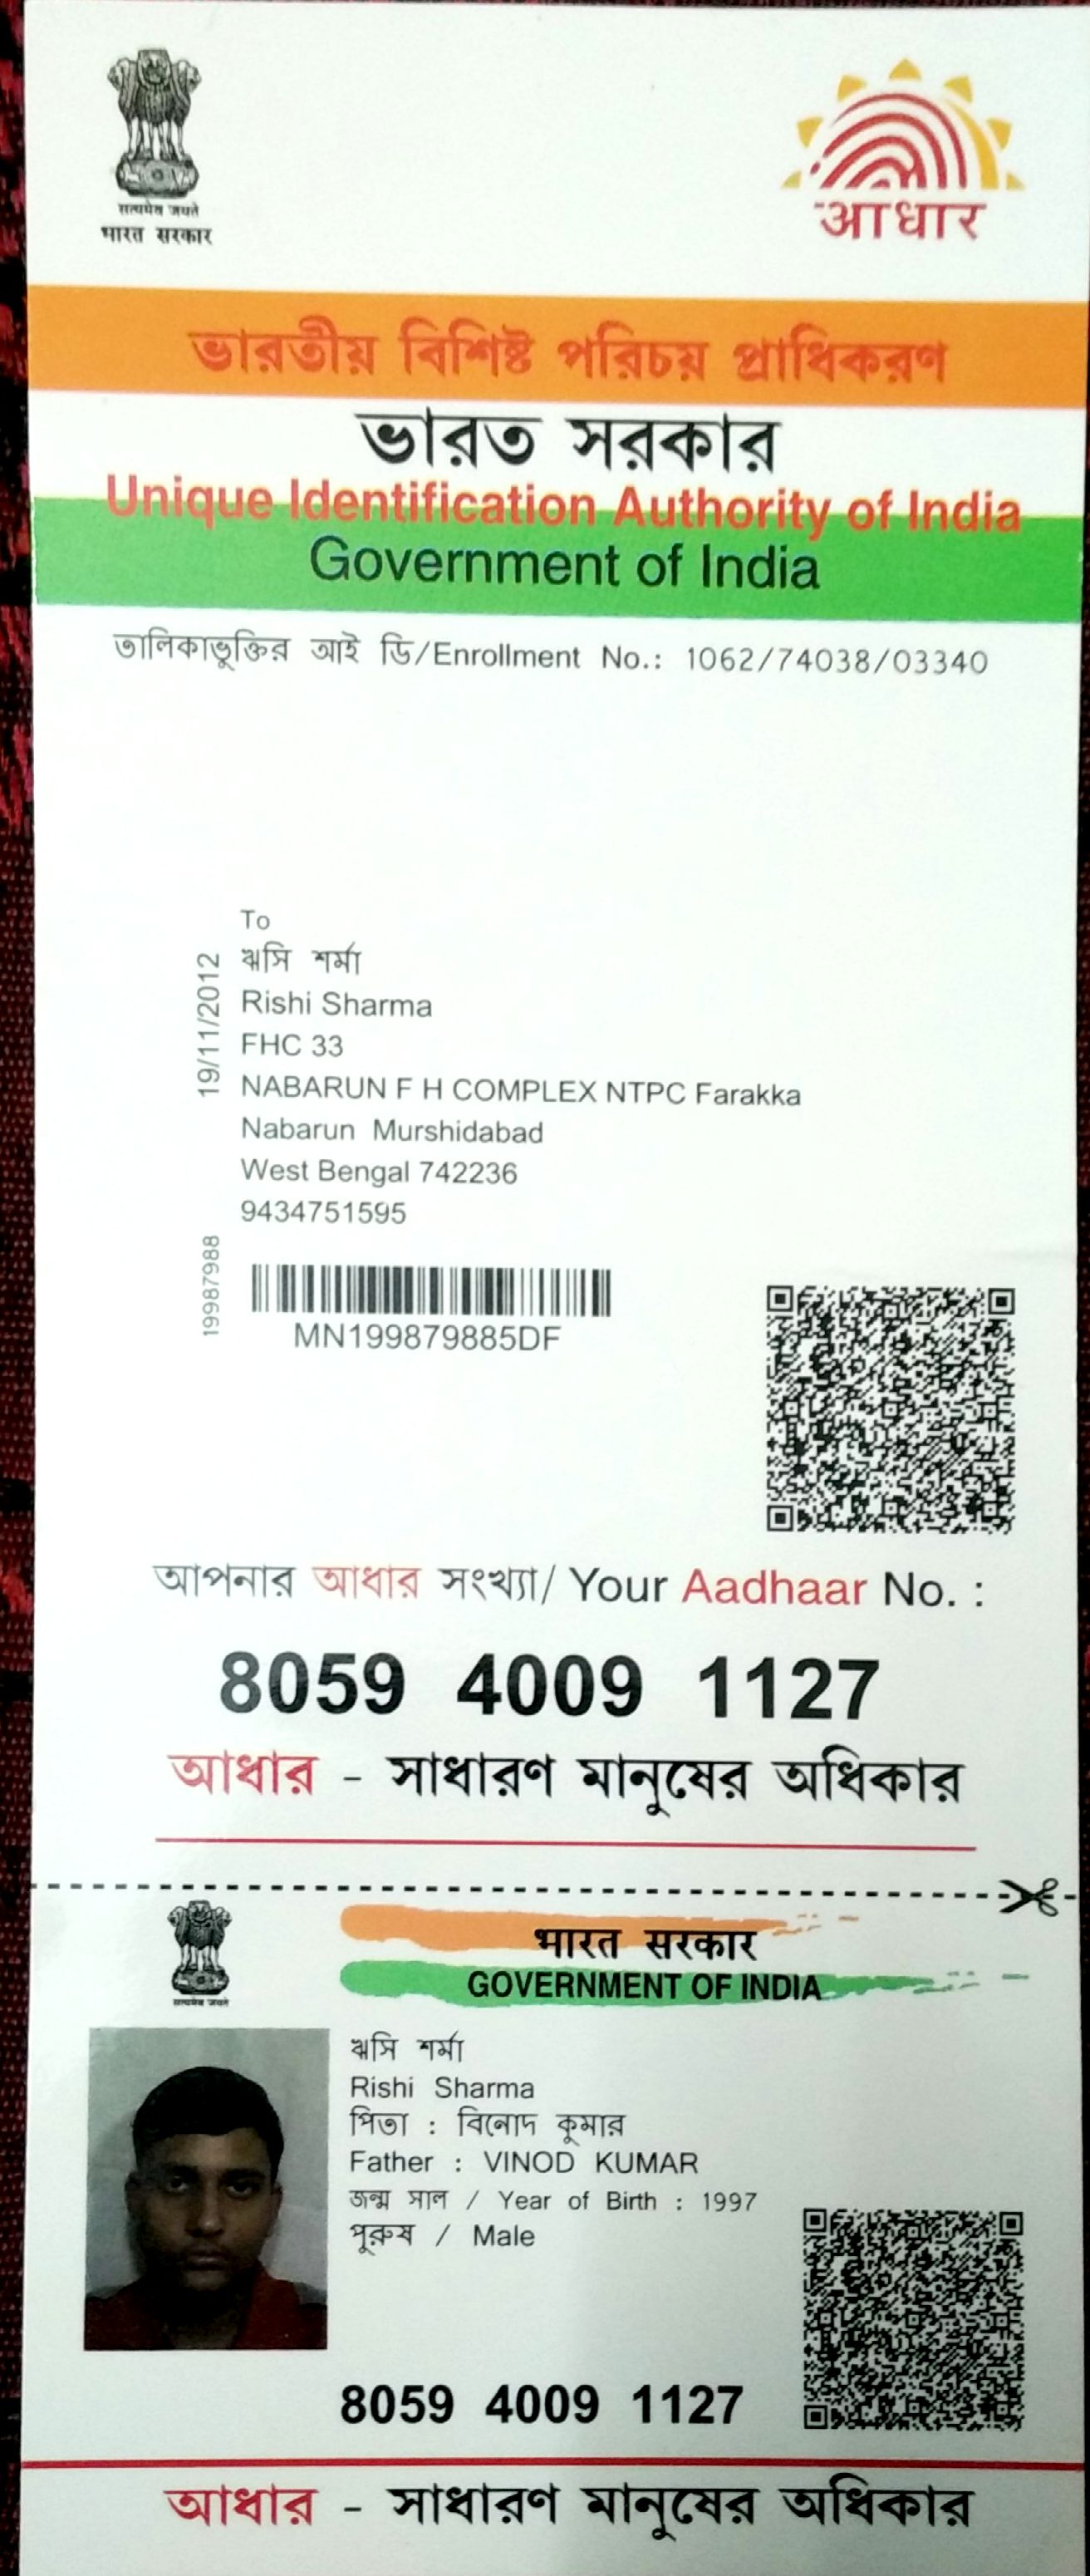 सत्यमेव जयते
भारत सरकार
आधार
ভারতীয় বিশিষ্ট পরিচয় প্রাধিকরণ
ভারত সরকার
Unique Identification Authority of India
Government of India
তালিকাভুক্তির আই ডি/Enrollment No.: 1062/74038/03340
19/11/2012
To
ঋসি শর্মা
Rishi Sharma
FHC 33
NABARUN F H COMPLEX NTPC Farakka
Nabarun Murshidabad
West Bengal 742236
9434751595
19987988
MN199879885DF
আপনার আধার সংখ্যা/ Your Aadhaar No. :
8059 4009 1127
আধার - সাধারণ মানুষের অধিকার
सत्यमेव जयते
भारत सरकार
GOVERNMENT OF INDIA
ঋসি শর্মা
Rishi Sharma
পিতা : বিনোদ কুমার
Father : VINOD KUMAR
জন্ম সাল / Year of Birth : 1997
পুরুষ / Male
8059 4009 1127
আধার - সাধারণ মানুষের অধিকার